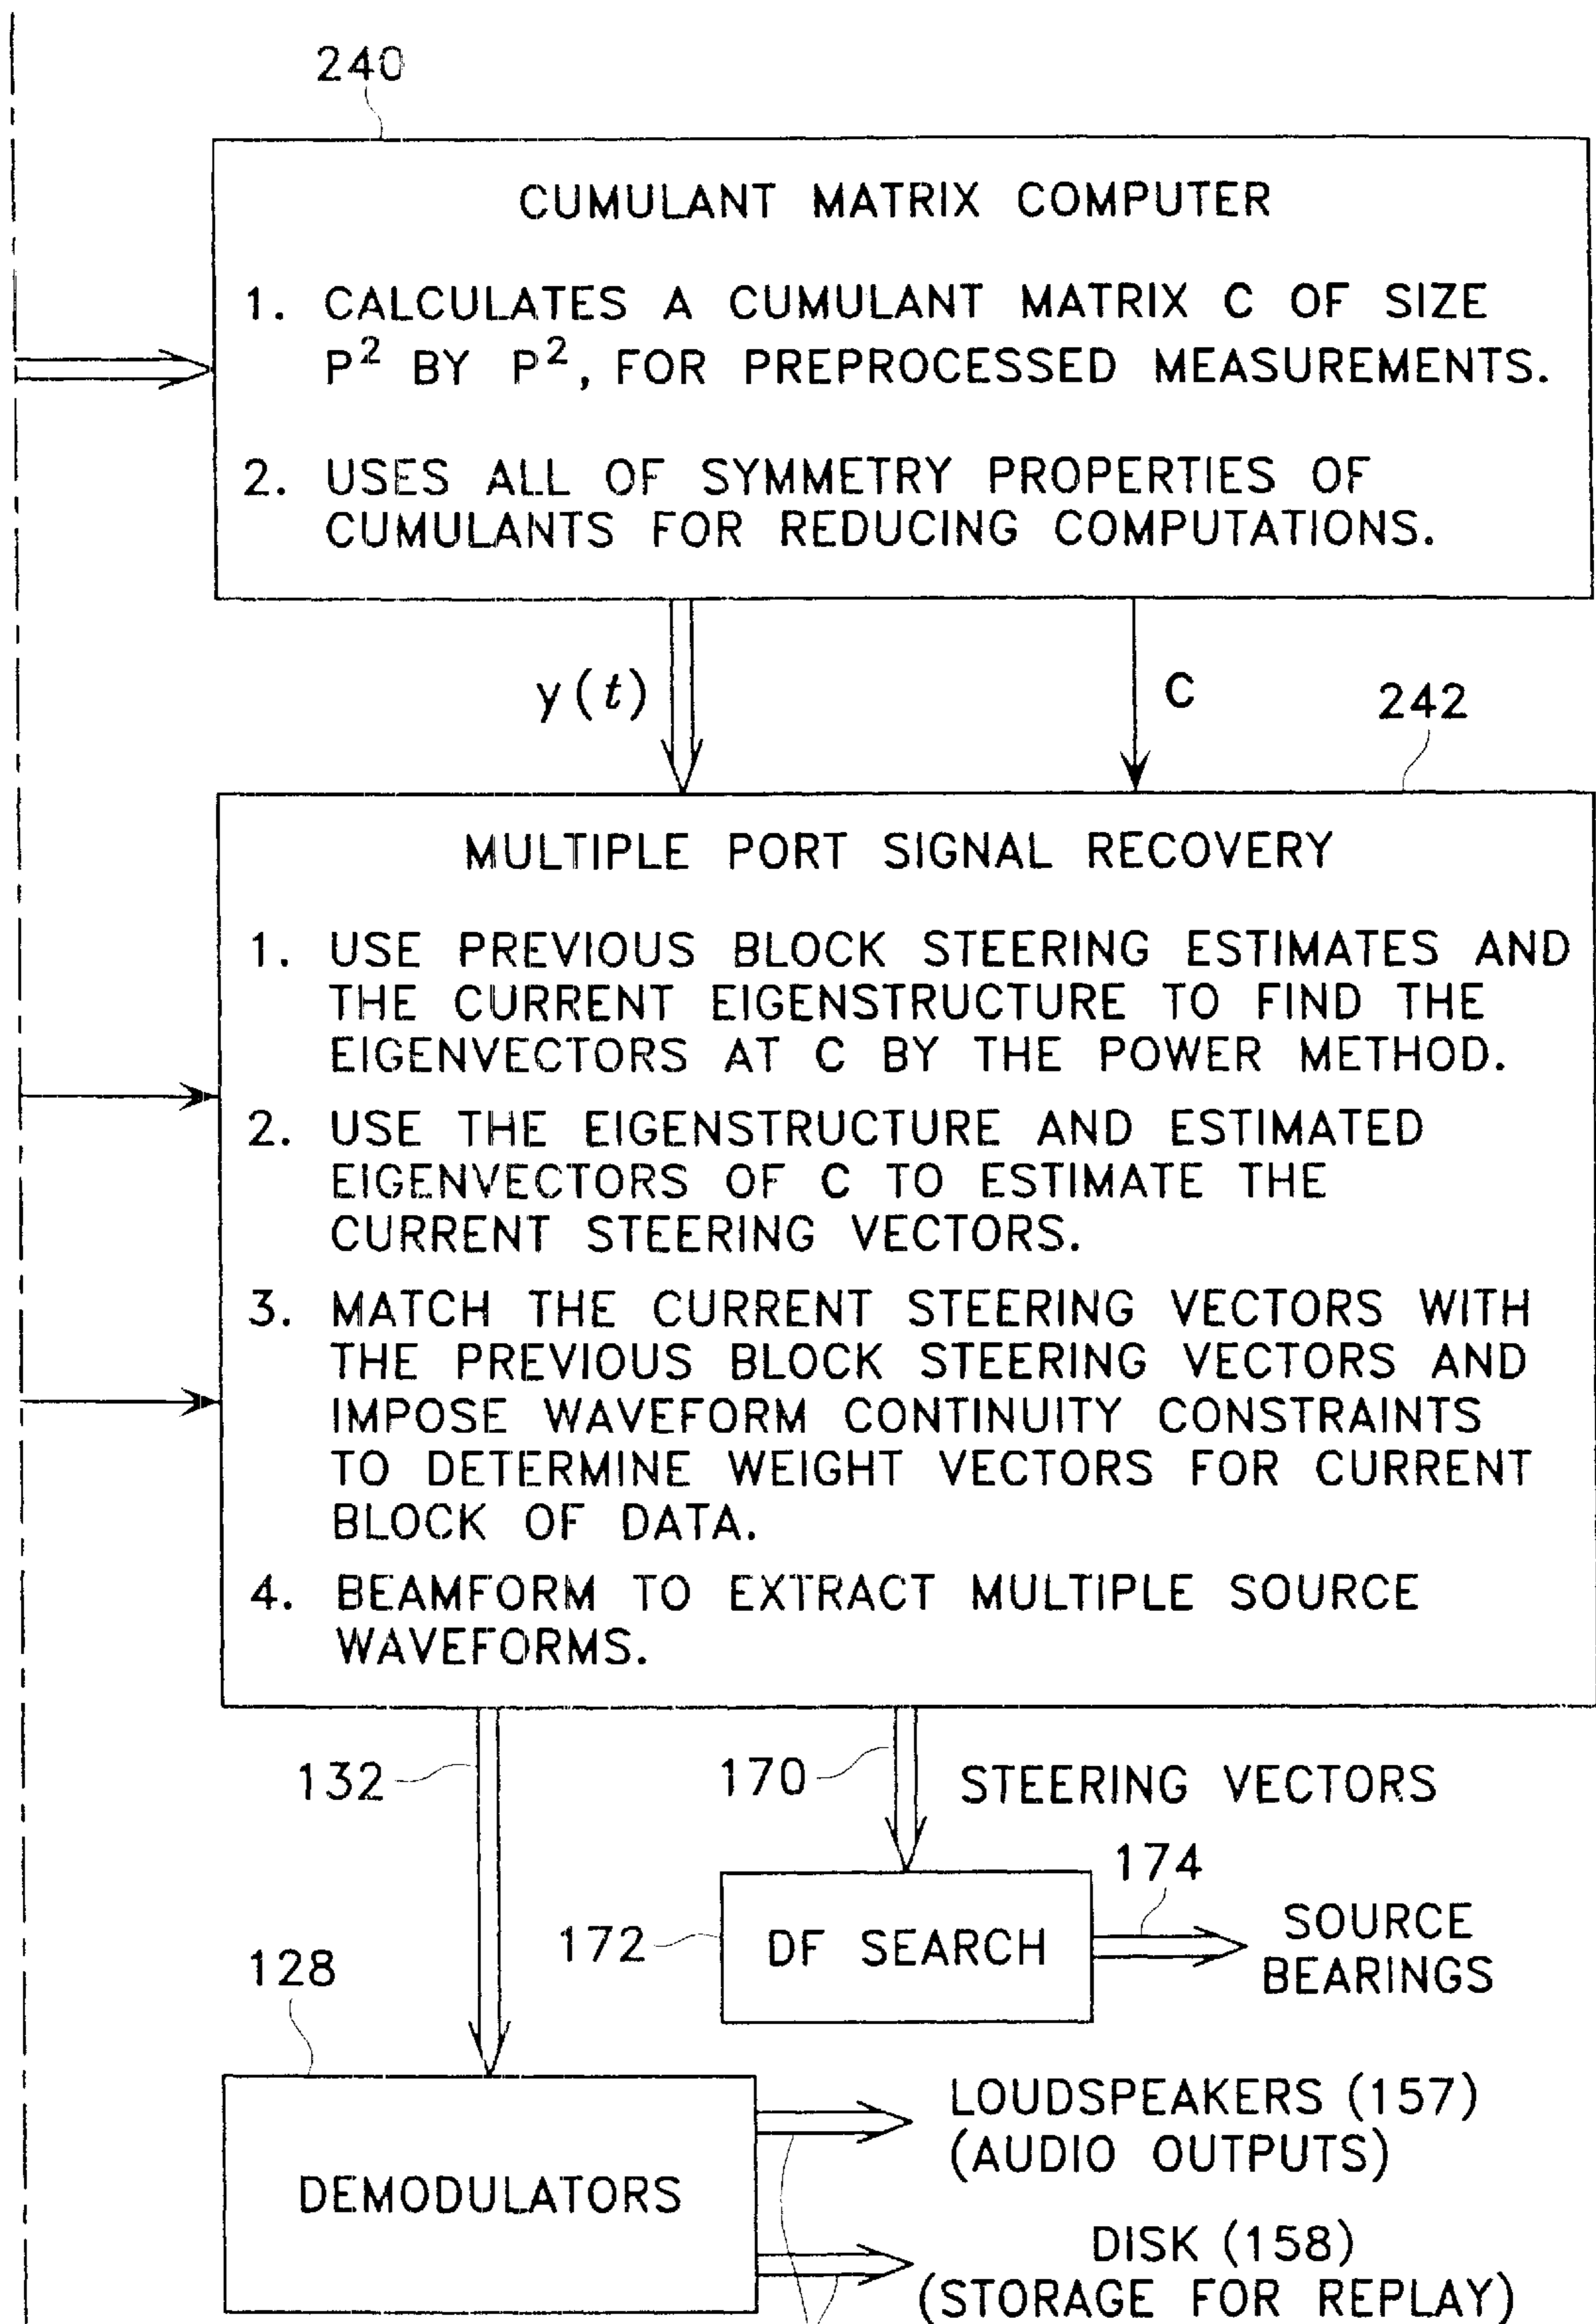 240
CUMULANT MATRIX COMPUTER
1. CALCULATES A CUMULANT MATRIX C OF SIZE
P² BY P², FOR PREPROCESSED MEASUREMENTS.
2. USES ALL OF SYMMETRY PROPERTIES OF
CUMULANTS FOR REDUCING COMPUTATIONS.
y(t)
C
242
MULTIPLE PORT SIGNAL RECOVERY
1. USE PREVIOUS BLOCK STEERING ESTIMATES AND
THE CURRENT EIGENSTRUCTURE TO FIND THE
EIGENVECTORS AT C BY THE POWER METHOD.
2. USE THE EIGENSTRUCTURE AND ESTIMATED
EIGENVECTORS OF C TO ESTIMATE THE
CURRENT STEERING VECTORS.
3. MATCH THE CURRENT STEERING VECTORS WITH
THE PREVIOUS BLOCK STEERING VECTORS AND
IMPOSE WAVEFORM CONTINUITY CONSTRAINTS
TO DETERMINE WEIGHT VECTORS FOR CURRENT
BLOCK OF DATA.
4. BEAMFORM TO EXTRACT MULTIPLE SOURCE
WAVEFORMS.
132
170
STEERING VECTORS
174
172
DF SEARCH
SOURCE
BEARINGS
128
DEMODULATORS
LOUDSPEAKERS (157)
(AUDIO OUTPUTS)
DISK (158)
(STORAGE FOR REPLAY)